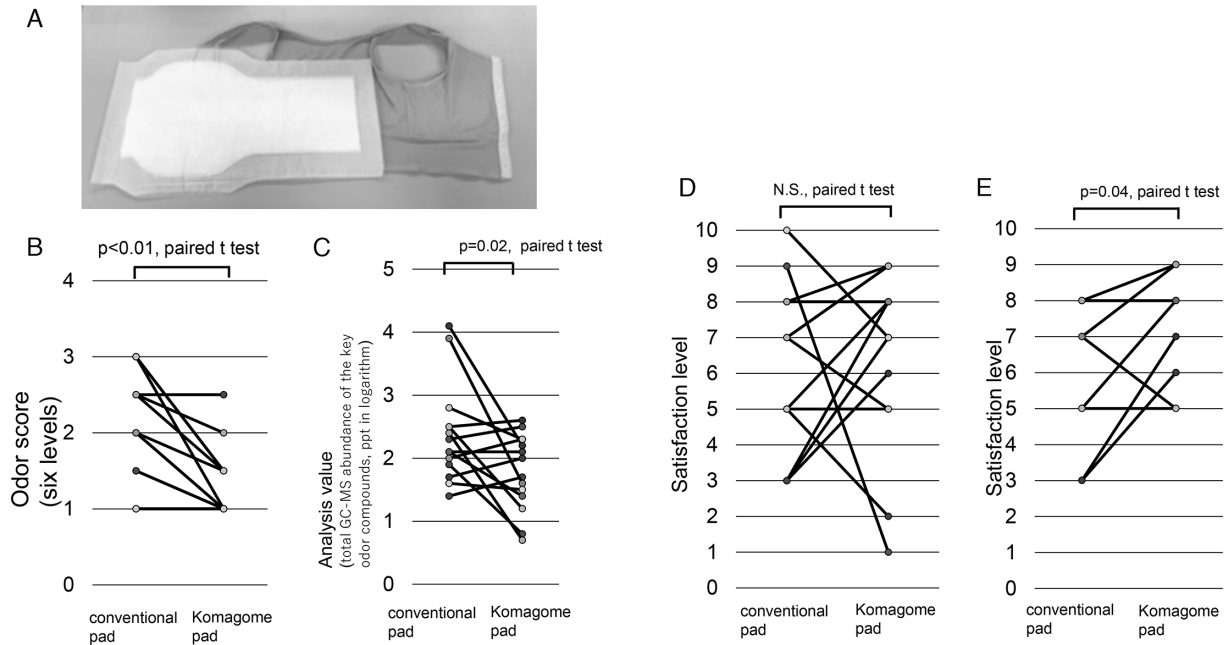 A
B
p<0.01, paired t test
4
3
2
1
0
Odor score
(six levels)
conventional
pad
Komagome
pad
C
p=0.02, paired t test
5
4
3
2
1
0
Analysis value
(total GC-MS abundance of the key
odor compounds, ppt in logarithm)
conventional
pad
Komagome
pad
D
N.S., paired t test
10
9
8
7
6
5
4
3
2
1
0
Satisfaction level
conventional
pad
Komagome
pad
E
p=0.04, paired t test
10
9
8
7
6
5
4
3
2
1
0
Satisfaction level
conventional
pad
Komagome
pad